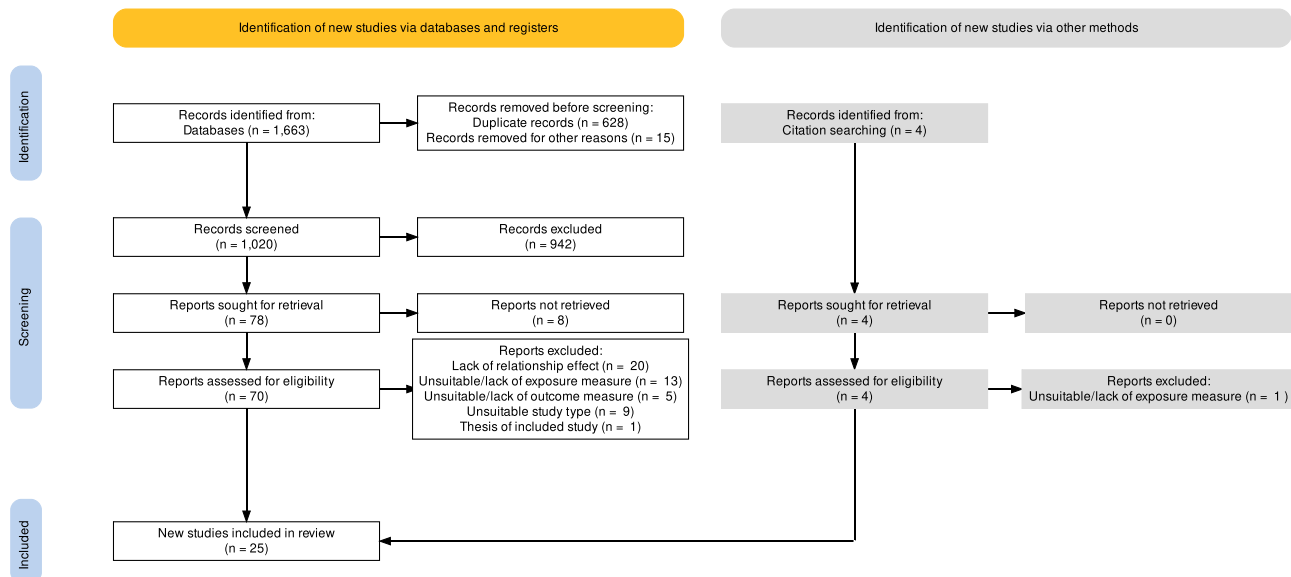 Identification of new studies via databases and registers
Identification of new studies via other methods
Identification
Records identified from:
Databases (n = 1,663)
Records removed before screening:
Duplicate records (n = 628)
Records removed for other reasons (n = 15)
Records identified from:
Citation searching (n = 4)
Screening
Records screened
(n = 1,020)
Records excluded
(n = 942)
Reports sought for retrieval
(n = 78)
Reports not retrieved
(n = 8)
Reports sought for retrieval
(n = 4)
Reports not retrieved
(n = 0)
Reports assessed for eligibility
(n = 70)
Reports excluded:
Lack of relationship effect (n = 20)
Unsuitable/lack of exposure measure (n = 13)
Unsuitable/lack of outcome measure (n = 5)
Unsuitable study type (n = 9)
Thesis of included study (n = 1)
Reports assessed for eligibility
(n = 4)
Reports excluded:
Unsuitable/lack of exposure measure (n = 1 )
Included
New studies included in review
(n = 25)